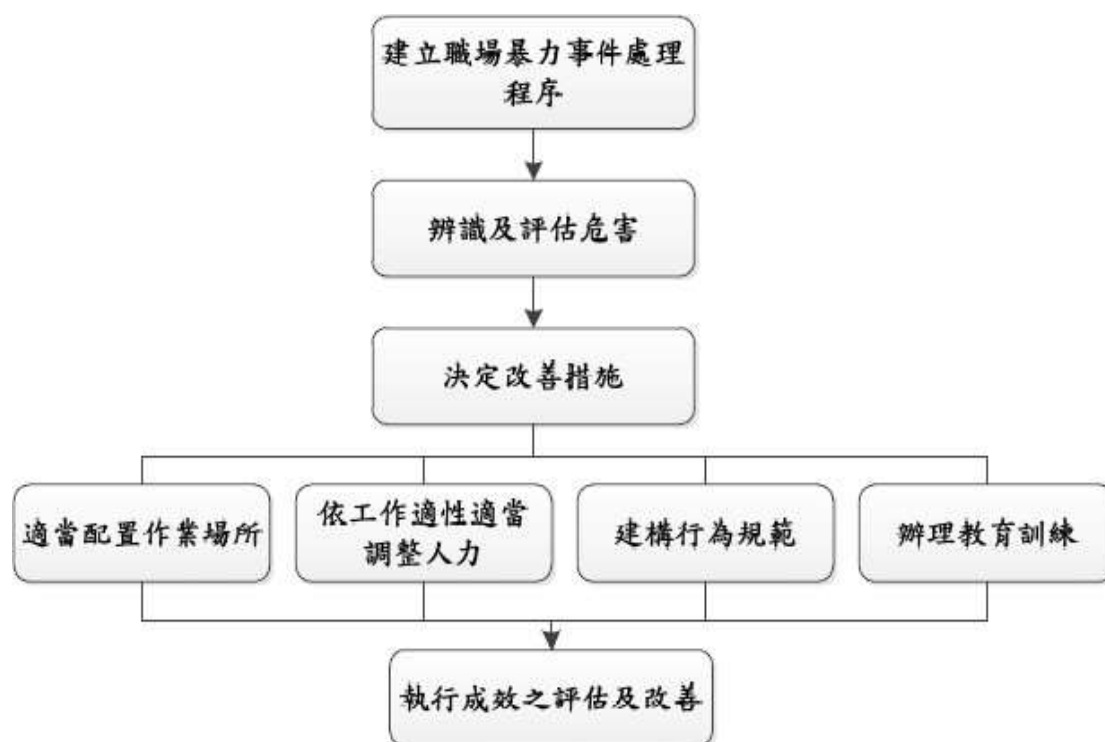 建立職場暴力事件處理
程序
辨識及評估危害
決定改善措施
適當配置作業場所
依工作適性適當
調整人力
建構行為規範
辦理教育訓練
執行成效之評估及改善